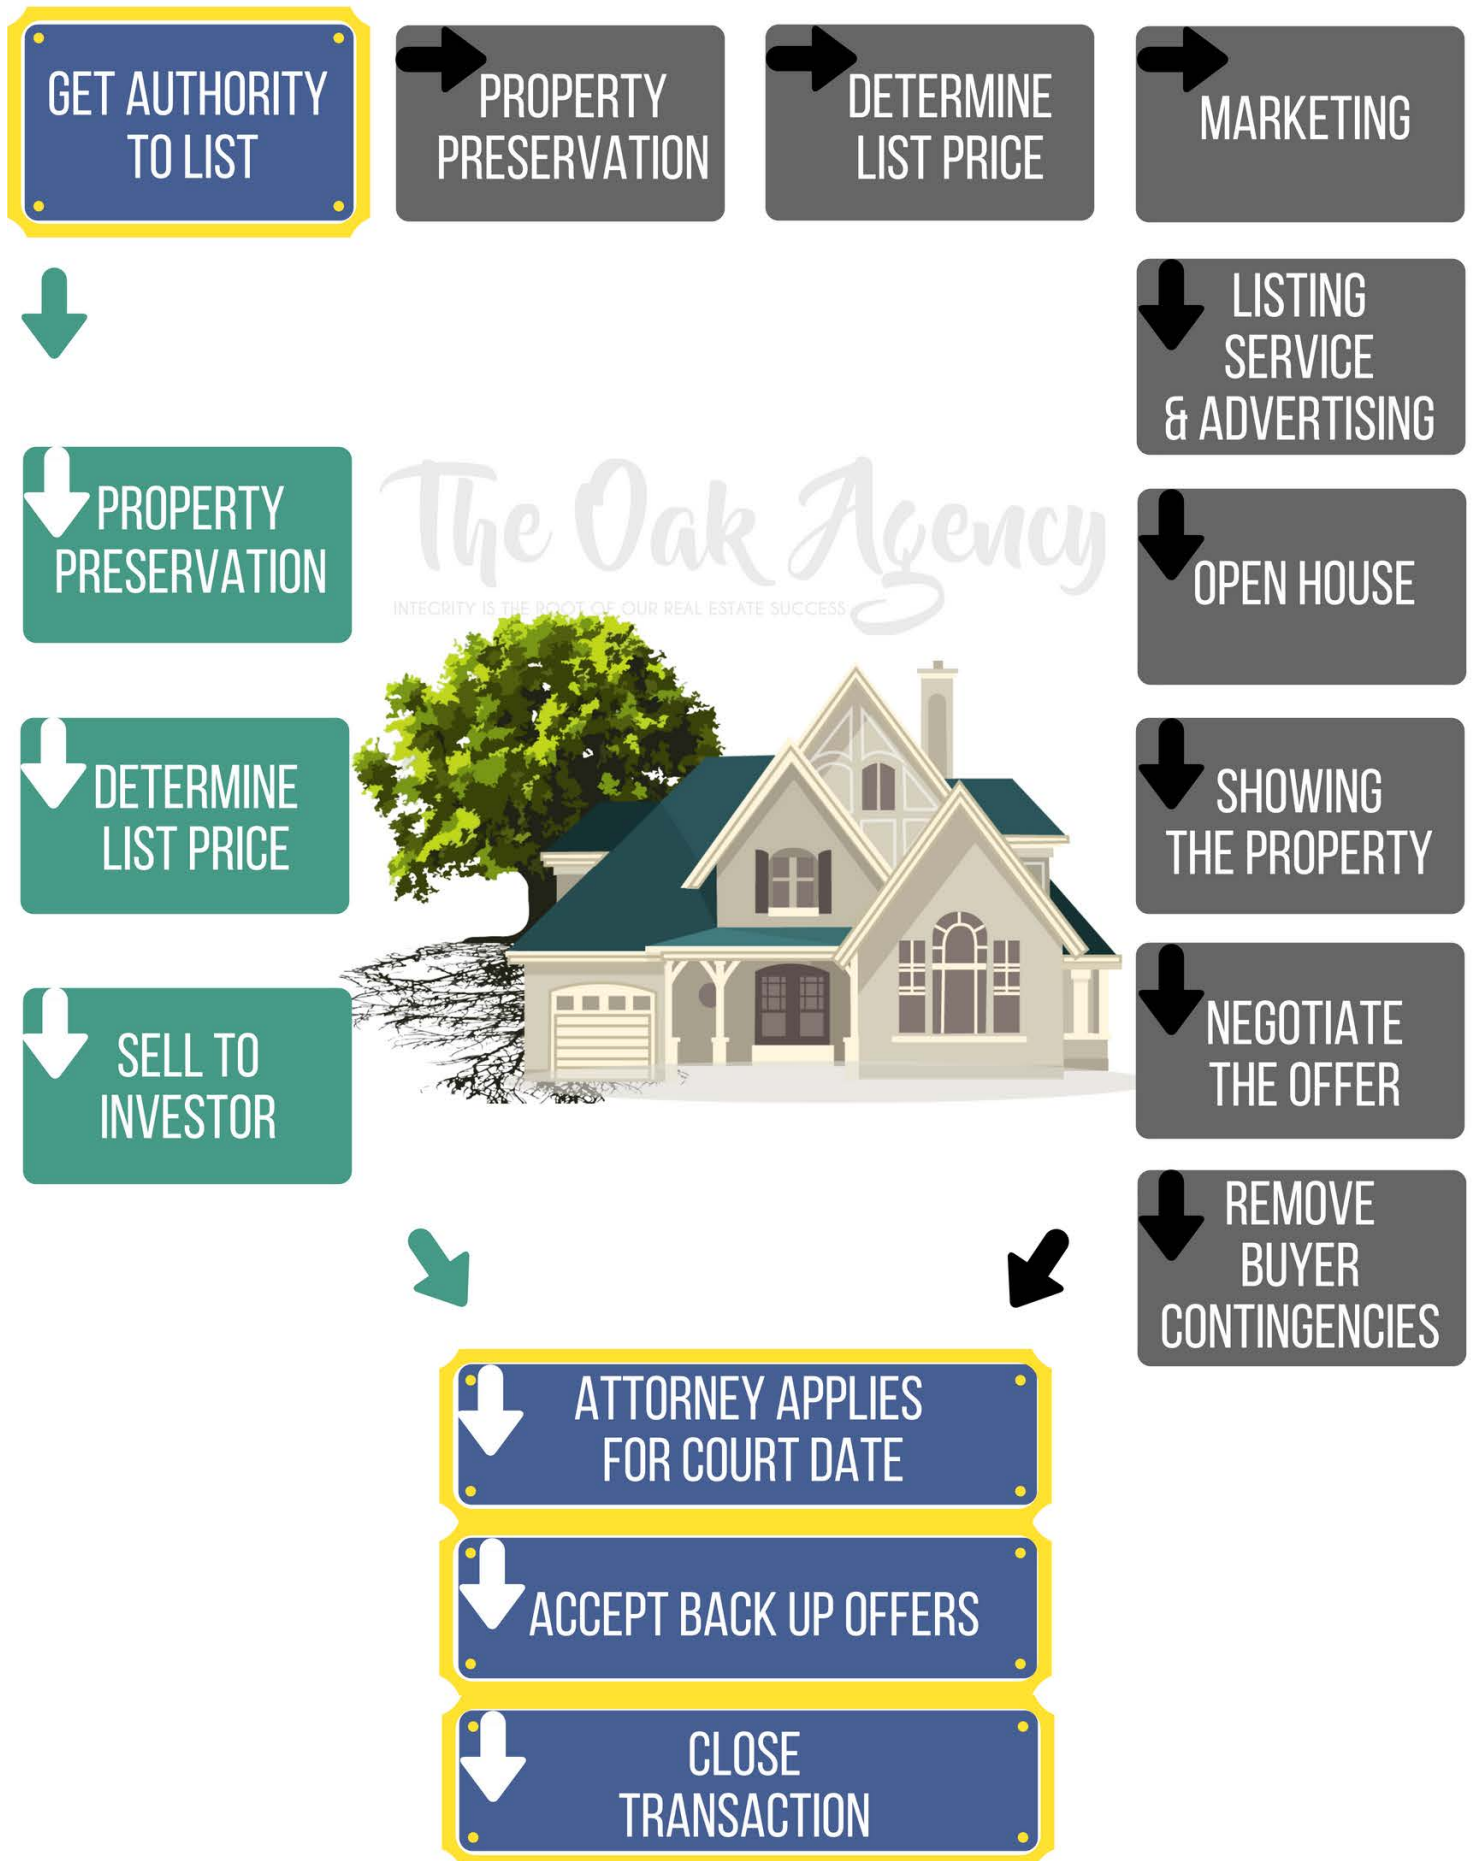 GET AUTHORITY
TO LIST
PROPERTY
PRESERVATION
DETERMINE
LIST PRICE
MARKETING
LISTING
SERVICE
& ADVERTISING
OPEN HOUSE
SHOWING
THE PROPERTY
NEGOTIATE
THE OFFER
REMOVE
BUYER
CONTINGENCIES
PROPERTY
PRESERVATION
DETERMINE
LIST PRICE
SELL TO
INVESTOR
The Oak Agency
INTEGRITY IS THE ROOT OF OUR REAL ESTATE SUCCESS
ATTORNEY APPLIES
FOR COURT DATE
ACCEPT BACK UP OFFERS
CLOSE
TRANSACTION